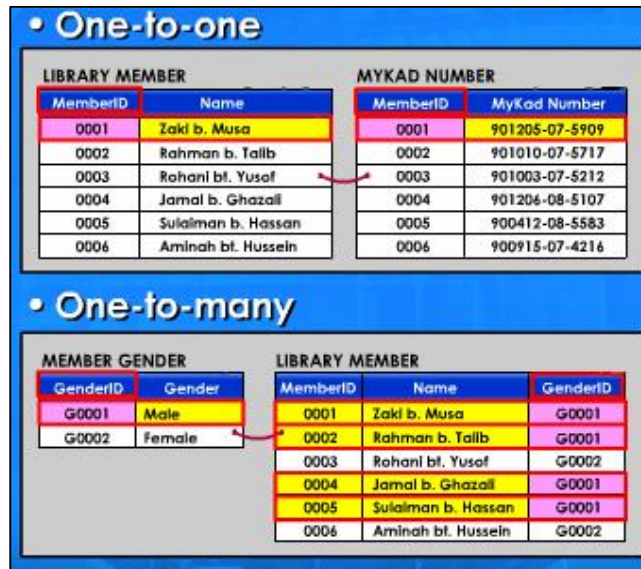 • One-to-one
LIBRARY MEMBER MYKAD NUMBER
MemberID Name MemberID MyKad Number
0001 Zaki b. Musa 0001 901205-07-5909
0002 Rahman b. Talib 0002 901010-07-5717
0003 Rohani bt. Yusof 0003 901003-07-5212
0004 Jamal b. Ghazali 0004 901206-08-5107
0005 Sulaiman b. Hassan 0005 900412-08-5583
0006 Aminah bt. Hussein 0006 900915-07-4216
• One-to-many
MEMBER GENDER LIBRARY MEMBER
GenderID Gender MemberID Name GenderID
G0001 Male 0001 Zaki b. Musa G0001
G0002 Female 0002 Rahman b. Talib G0001
0003 Rohani bt. Yusof G0002
0004 Jamal b. Ghazali G0001
0005 Sulaiman b. Hassan G0001
0006 Aminah bt. Hussein G0002